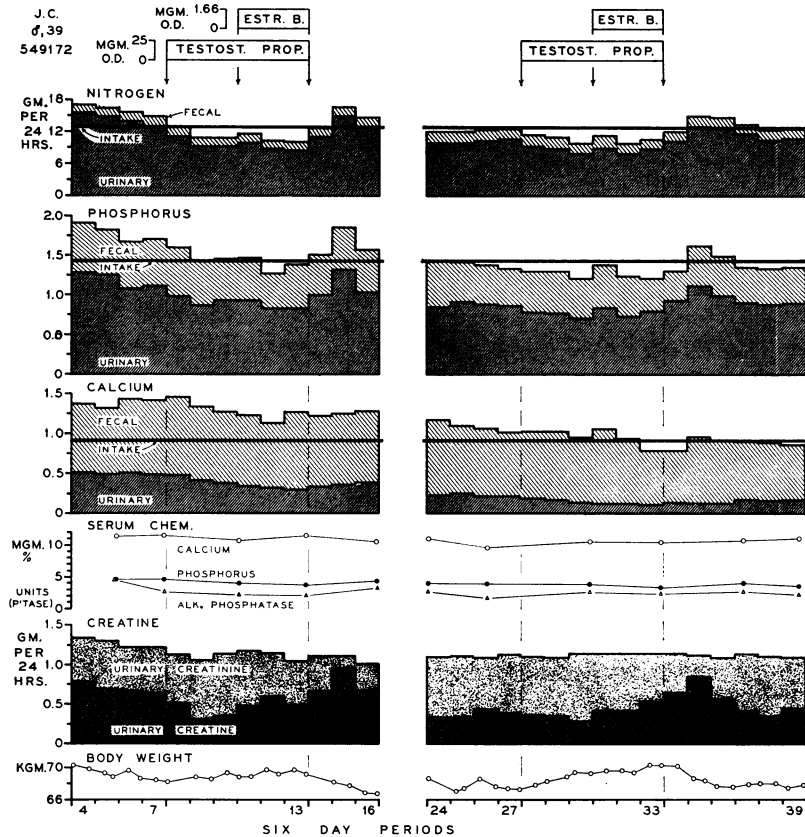 J.C.
♂, 39
549172
MGM. 1.66
O.D. 0
ESTR. B.
MGM. 25
O.D. 0
TESTOST. PROP.
ESTR. B.
TESTOST. PROP.
NITROGEN
GM. PER 24 HRS.
18
12
6
0
FECAL
INTAKE
URINARY
PHOSPHORUS
2.0
1.5
1.0
0.5
0
FECAL
INTAKE
URINARY
CALCIUM
1.5
1.0
0.5
0
FECAL
INTAKE
URINARY
SERUM CHEM.
MGM. %
10
5
0
UNITS (P'TASE)
CALCIUM
PHOSPHORUS
ALK. PHOSPHATASE
CREATINE
GM. PER 24 HRS.
1.5
1.0
0.5
0
URINARY CREATININE
URINARY CREATINE
BODY WEIGHT
KGM. 70
66
4 7 13 16 24 27 33 39
SIX DAY PERIODS